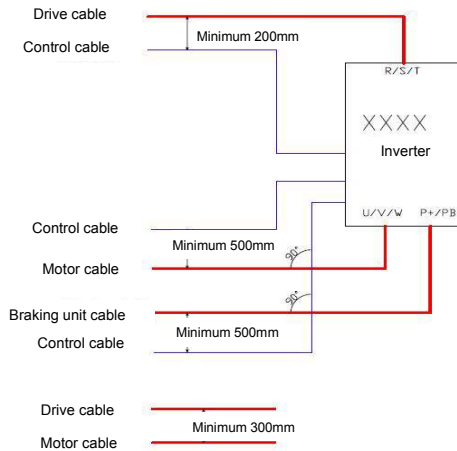 Drive cable
Minimum 200mm
Control cable
R/S/T
XXXX
Inverter
U/V/W P+/PB
Control cable
Minimum 500mm
90°
Motor cable
90°
Braking unit cable
Minimum 500mm
Control cable
Drive cable
Minimum 300mm
Motor cable